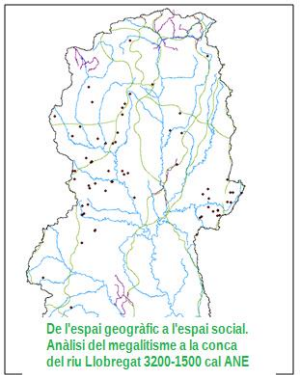 De l'espai geogràfic a l'espai social.
Anàlisi del megalitisme a la conca
del riu Llobregat 3200-1500 cal ANE